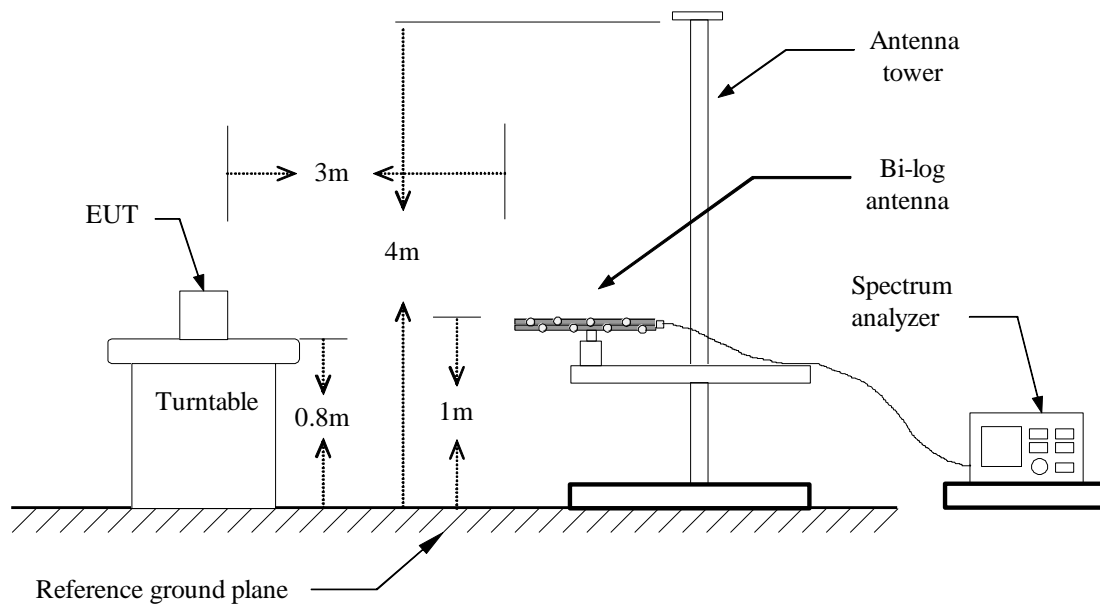 Antenna
tower
3m
Bi-log
antenna
EUT
4m
Spectrum
analyzer
Turntable
0.8m
1m
Reference ground plane